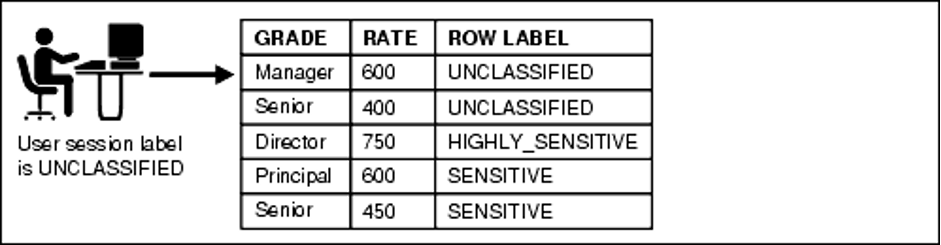 GRADE RATE ROW LABEL
Manager 600 UNCLASSIFIED
Senior 400 UNCLASSIFIED
Director 750 HIGHLY_SENSITIVE
Principal 600 SENSITIVE
Senior 450 SENSITIVE
User session label
is UNCLASSIFIED